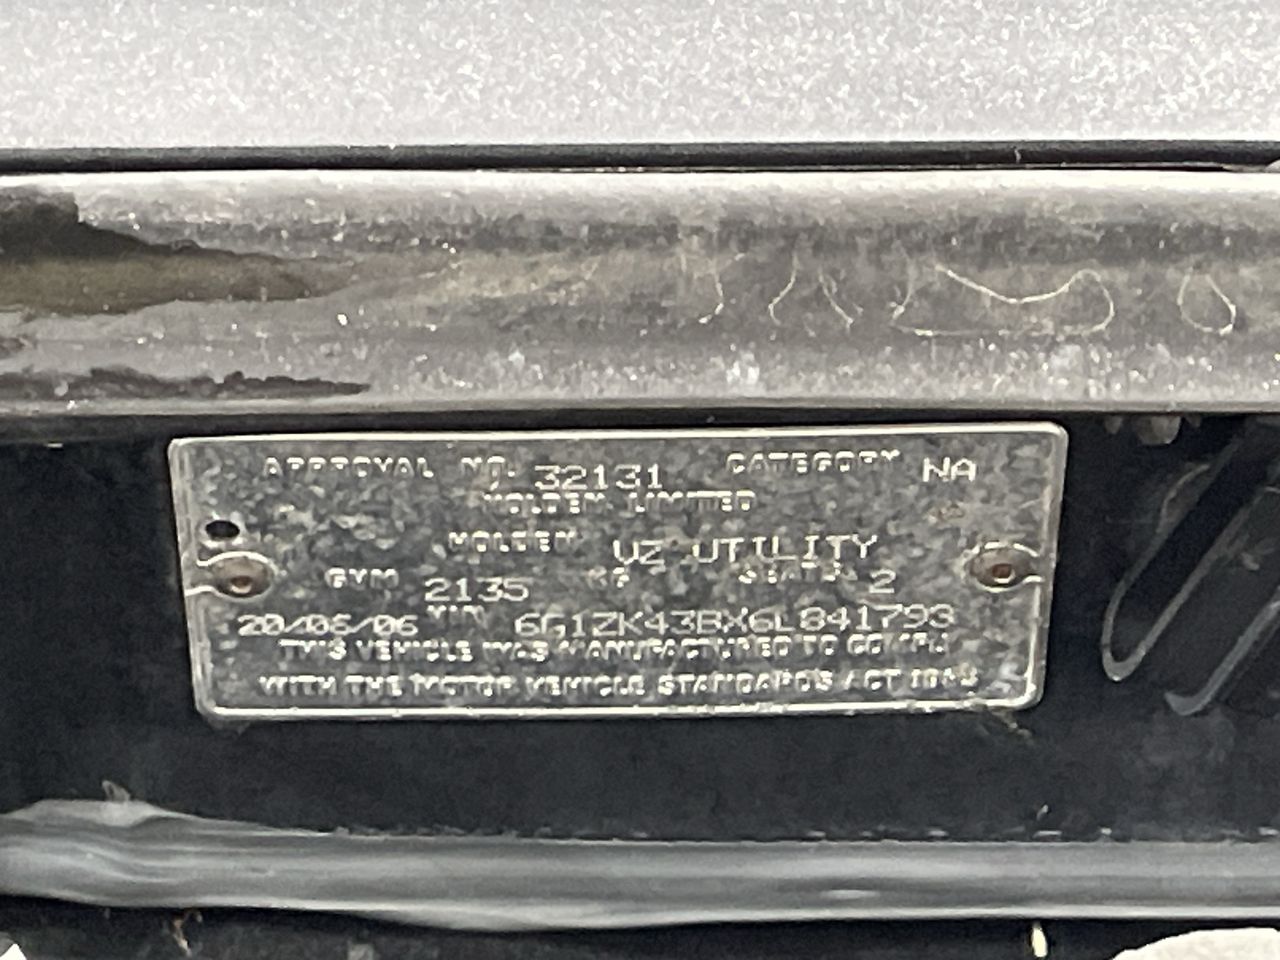 APPROVAL NO. 32131 CATEGORY NA
HOLDEN LIMITED
HOLDEN VZ UTILITY
GVM 2135 KG SEATS 2
20/06/06 VIN 6G1ZK43BX6L841793
THIS VEHICLE WAS MANUFACTURED TO COMPLY
WITH THE MOTOR VEHICLE STANDARDS ACT 1989